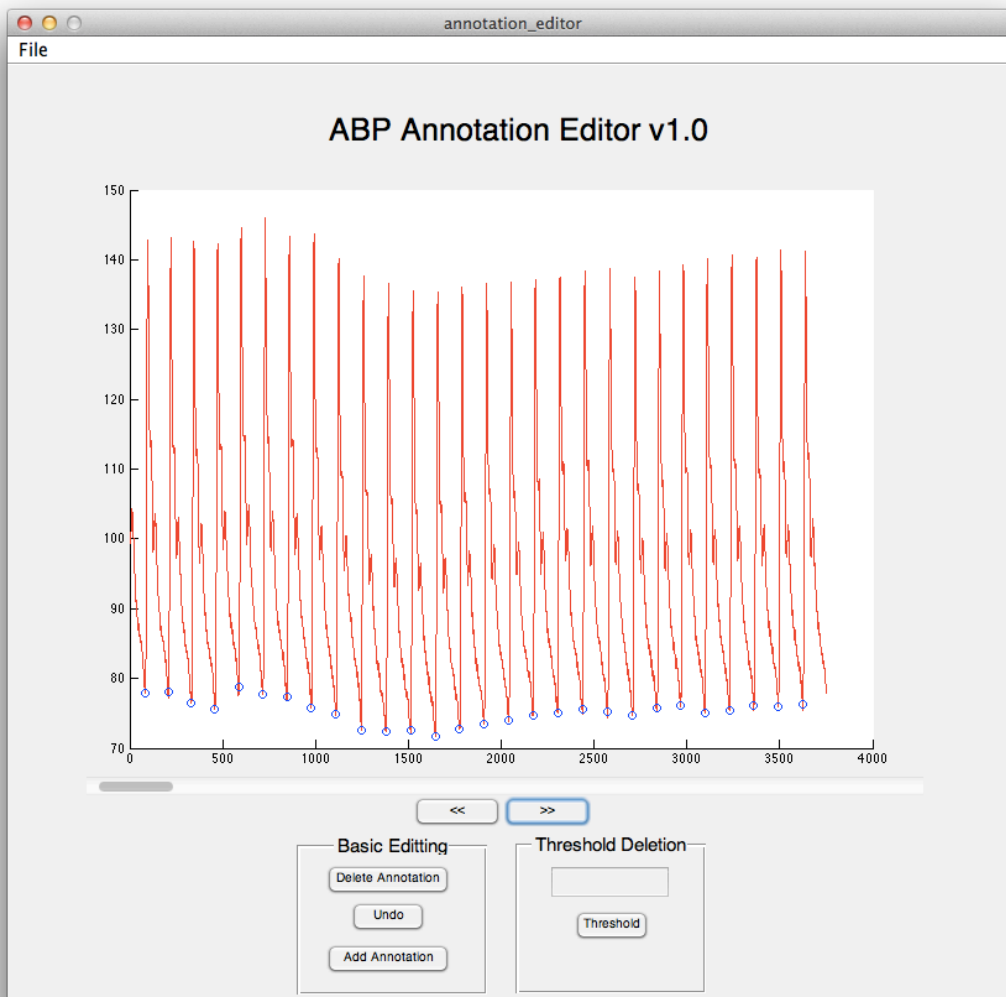 annotation_editor
File
ABP Annotation Editor v1.0
150
140
130
120
110
100
90
80
70
0 500 1000 1500 2000 2500 3000 3500 4000
<< >>
Basic Editting
Delete Annotation
Undo
Add Annotation
Threshold Deletion
Threshold